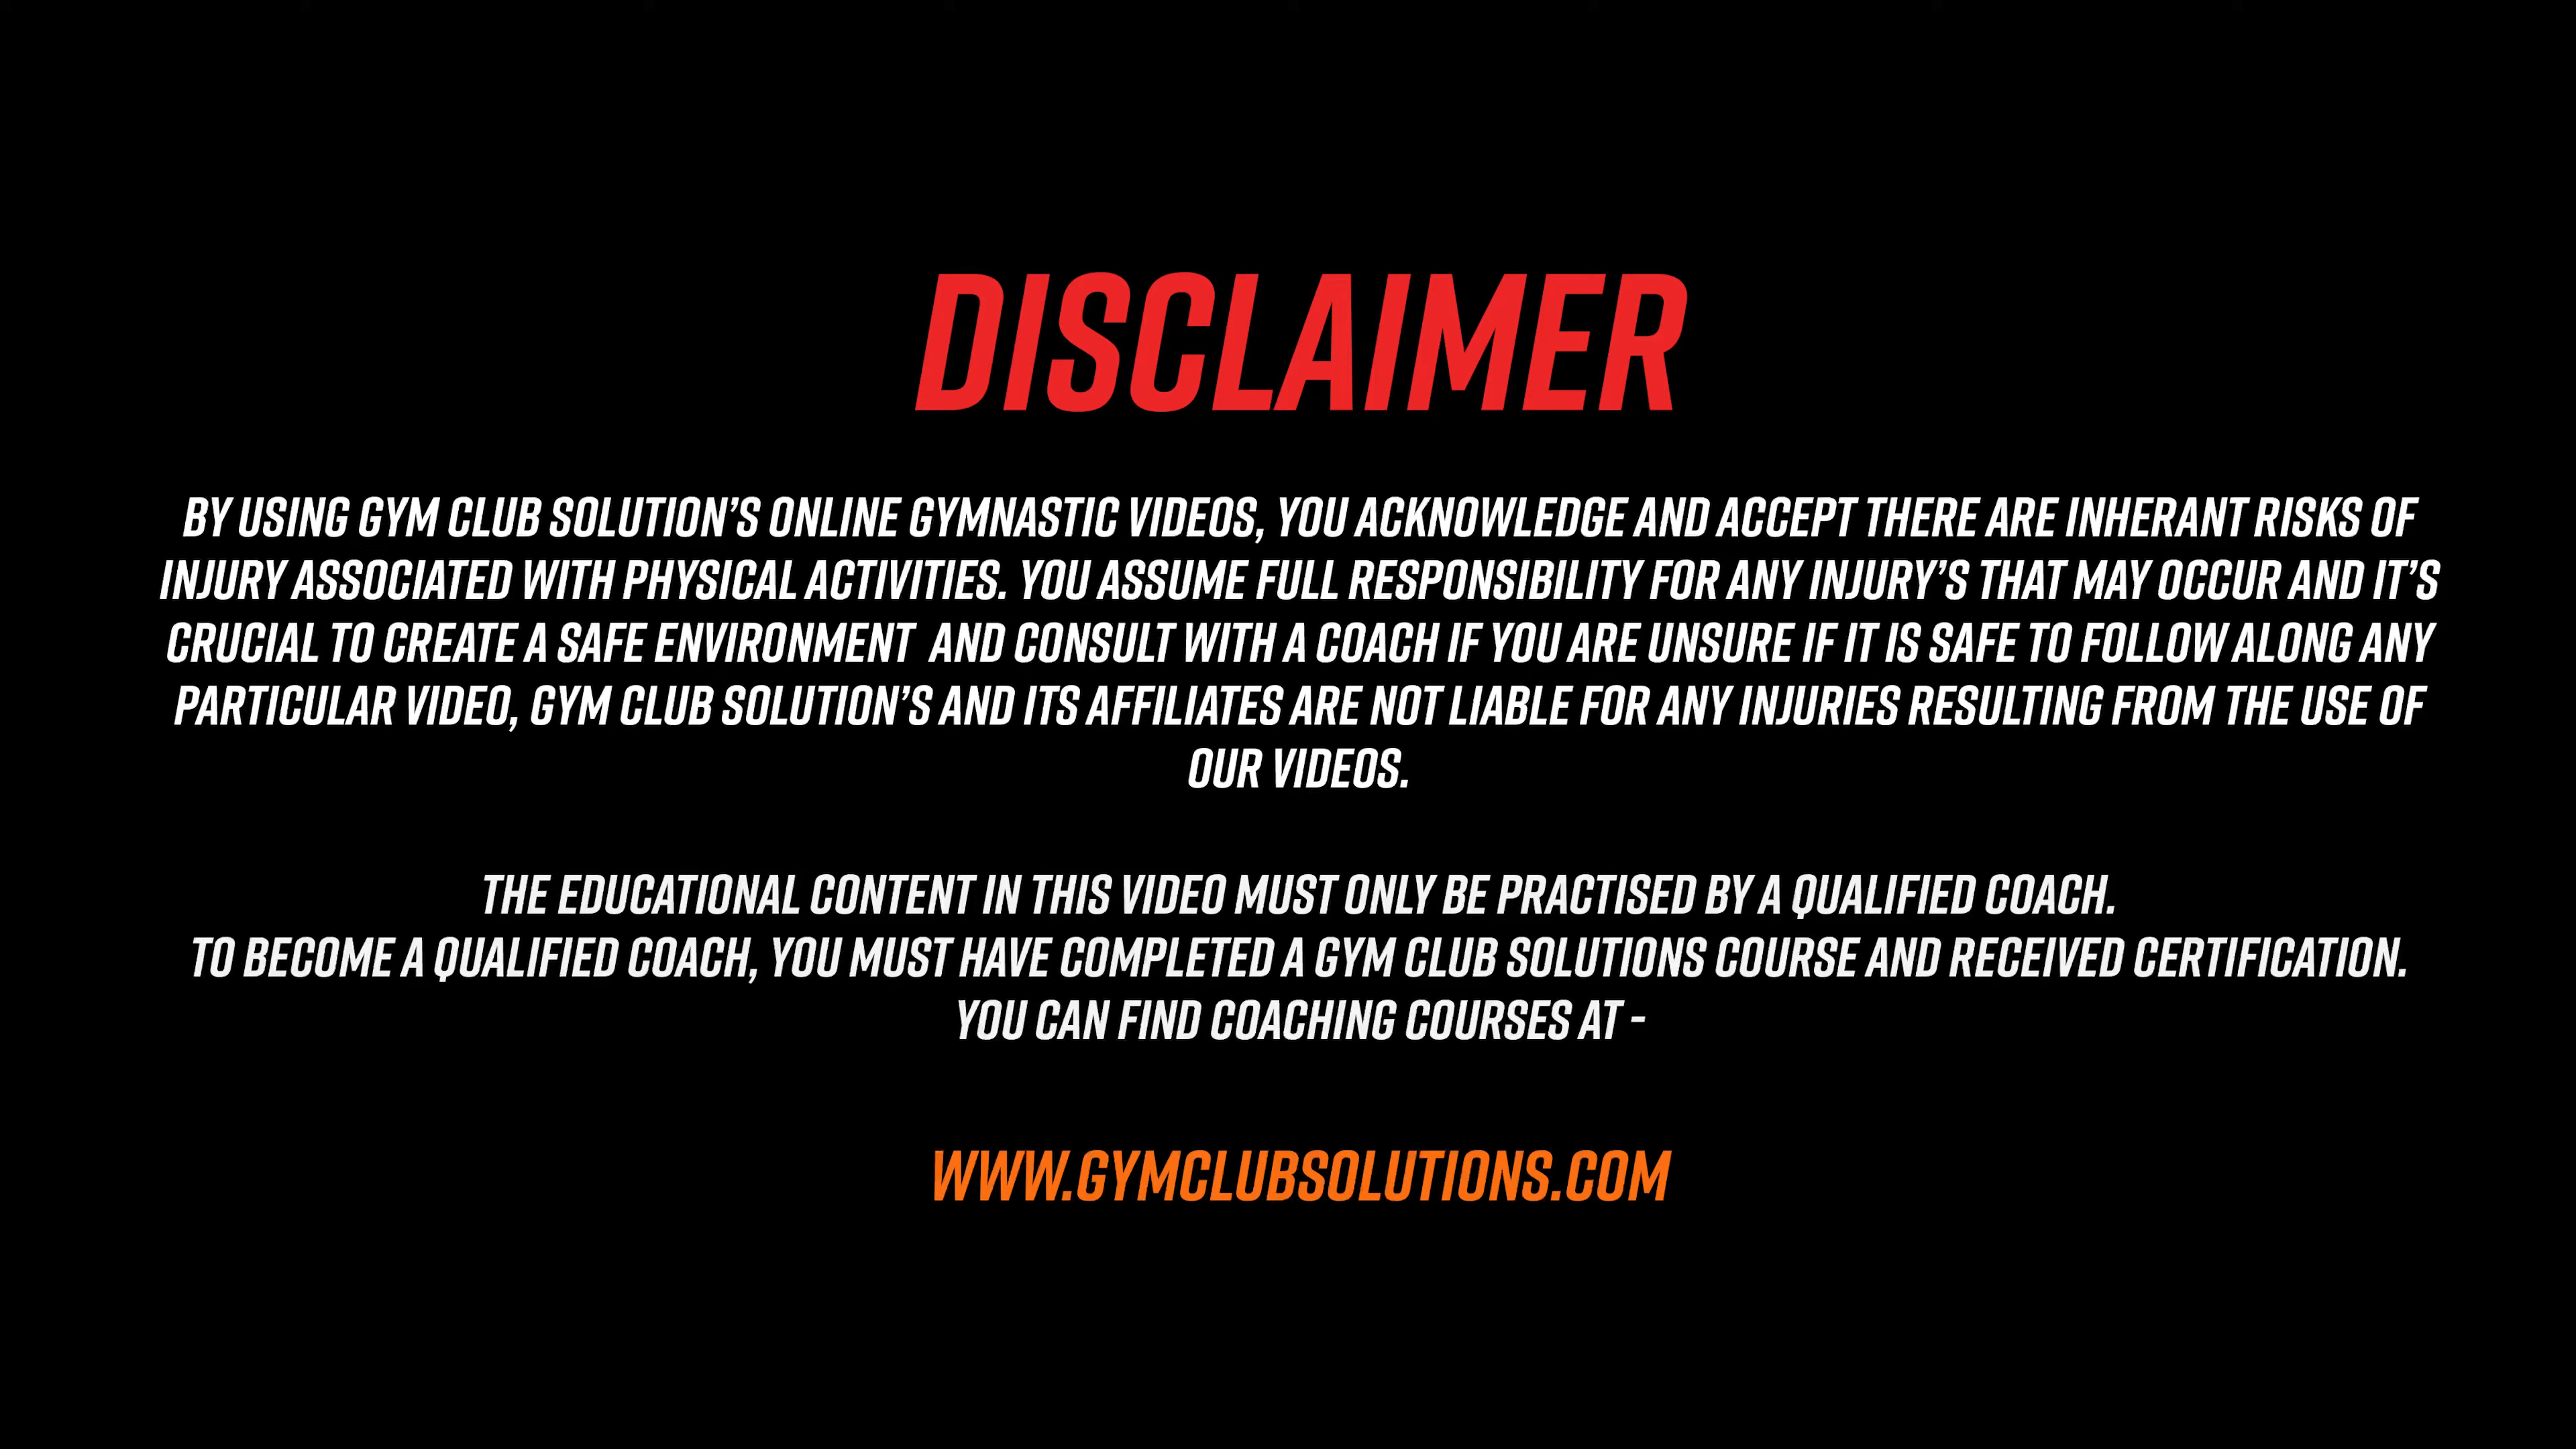 DISCLAIMER
BY USING GYM CLUB SOLUTION'S ONLINE GYMNASTIC VIDEOS, YOU ACKNOWLEDGE AND ACCEPT THERE ARE INHERANT RISKS OF
INJURY ASSOCIATED WITH PHYSICAL ACTIVITIES. YOU ASSUME FULL RESPONSIBILITY FOR ANY INJURY'S THAT MAY OCCUR AND IT'S
CRUCIAL TO CREATE A SAFE ENVIRONMENT AND CONSULT WITH A COACH IF YOU ARE UNSURE IF IT IS SAFE TO FOLLOW ALONG ANY
PARTICULAR VIDEO, GYM CLUB SOLUTION'S AND ITS AFFILIATES ARE NOT LIABLE FOR ANY INJURIES RESULTING FROM THE USE OF
OUR VIDEOS.
THE EDUCATIONAL CONTENT IN THIS VIDEO MUST ONLY BE PRACTISED BY A QUALIFIED COACH.
TO BECOME A QUALIFIED COACH, YOU MUST HAVE COMPLETED A GYM CLUB SOLUTIONS COURSE AND RECEIVED CERTIFICATION.
YOU CAN FIND COACHING COURSES AT -
WWW.GYMCLUBSOLUTIONS.COM